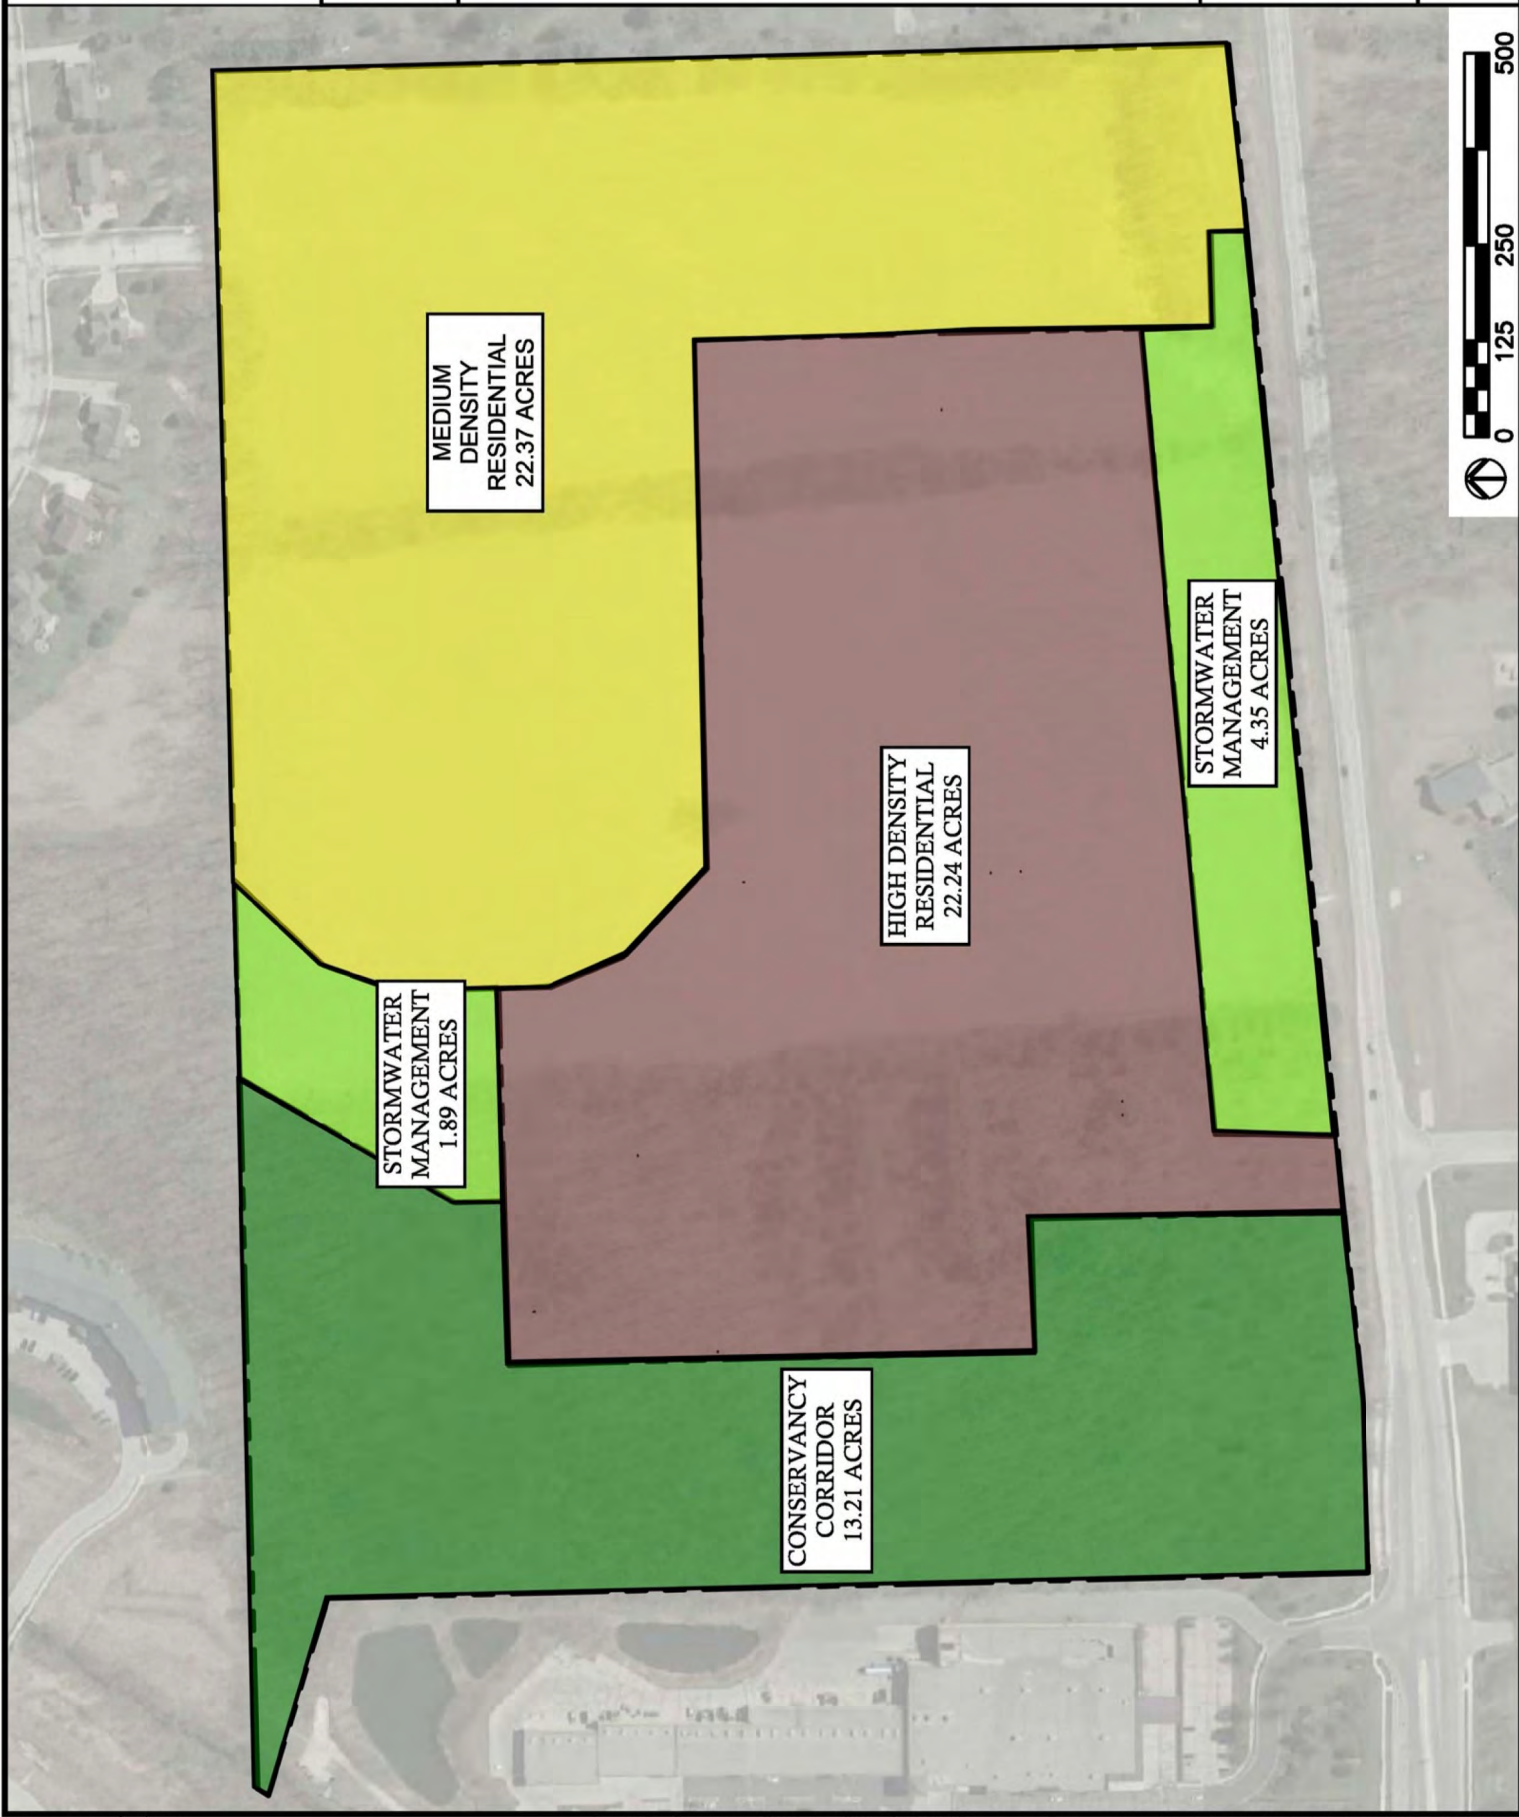 MEDIUM
DENSITY
RESIDENTIAL
22.37 ACRES
STORMWATER
MANAGEMENT
1.89 ACRES
HIGH DENSITY
RESIDENTIAL
22.24 ACRES
STORMWATER
MANAGEMENT
4.35 ACRES
CONSERVANCY
CORRIDOR
13.21 ACRES
0 125 250 500